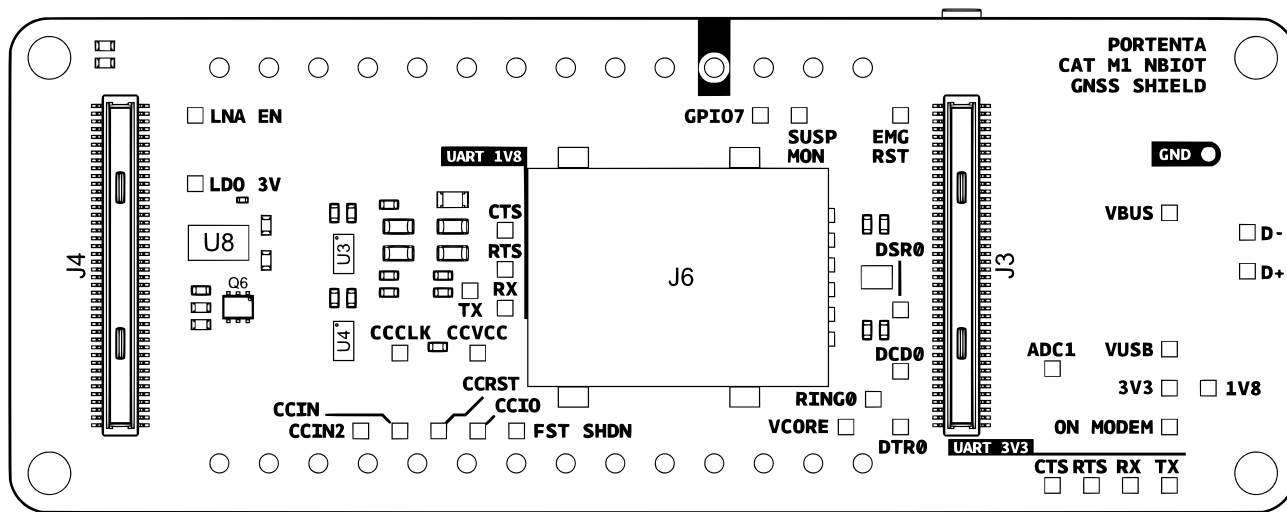 PORTENTA
CAT M1 NBIOT
GNSS SHIELD
LNA EN
GPIO7
SUSP
MON
EMG
RST
UART 1V8
GND
LDO 3V
CTS
VBUS
U8
U3
RTS
DSR0
D-
J4
J6
J3
D+
Q6
RX
TX
U4
CCCLK
CCVCC
DCD0
ADC1
VUSB
CCRST
RING0
3V3
1V8
CCIN
CCIO
CCIN2
FST SHDN
VCORE
DTR0
ON MODEM
UART 3V3
CTS RTS RX TX